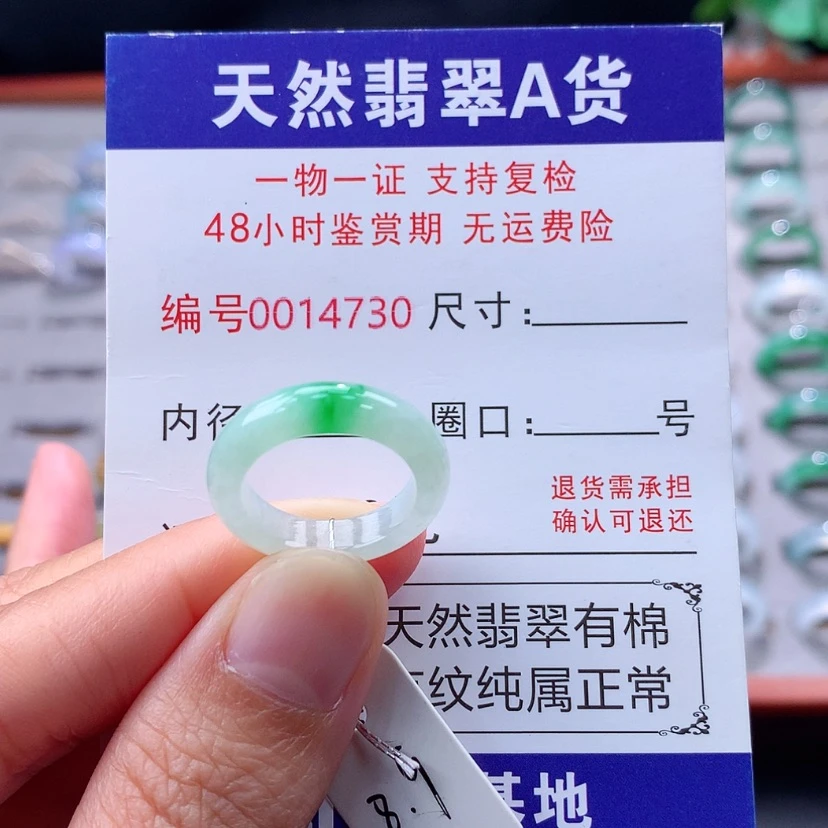 天然翡翠A货
一物一证 支持复检
48小时鉴赏期 无运费险
编号0014730 尺寸:
内径 圈口: 号
退货需承担
确认可退还
天然翡翠有棉
纹纯属正常
基地